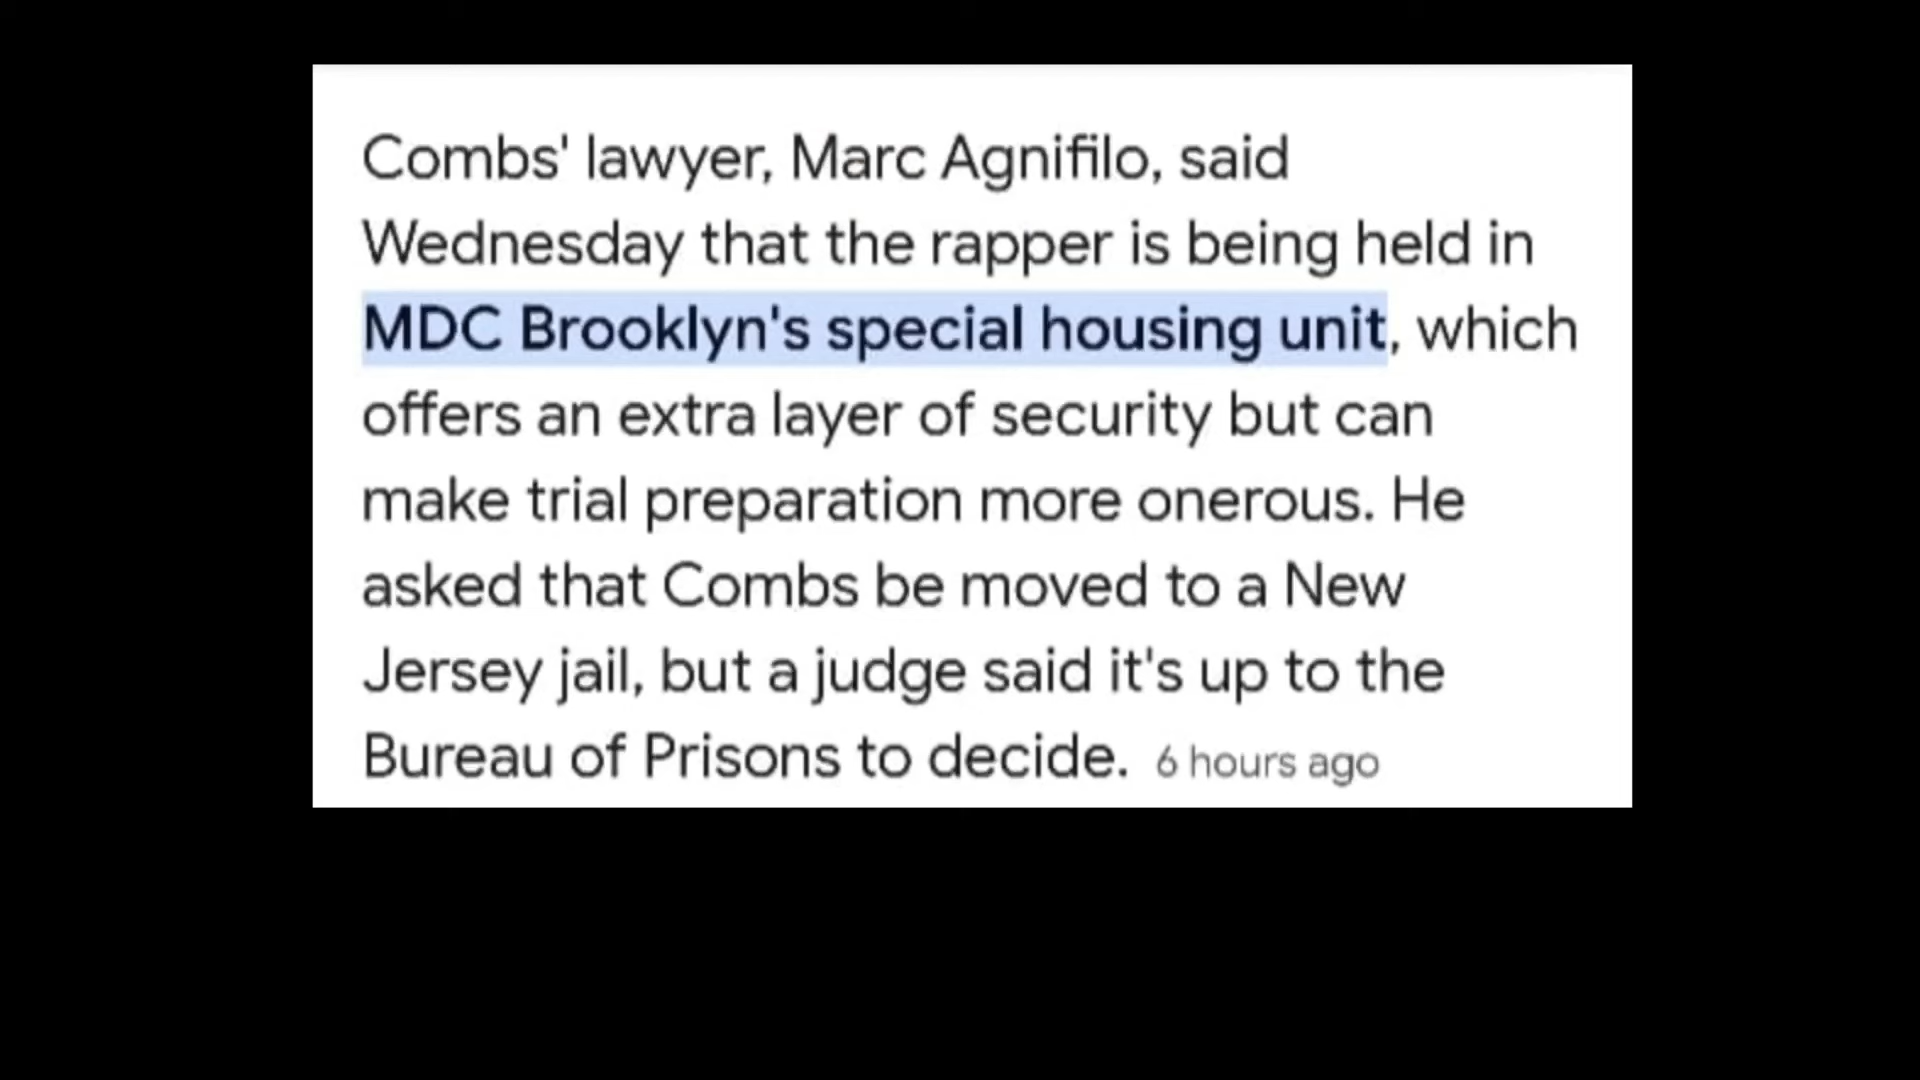 Combs' lawyer, Marc Agnifilo, said
Wednesday that the rapper is being held in
MDC Brooklyn's special housing unit, which
offers an extra layer of security but can
make trial preparation more onerous. He
asked that Combs be moved to a New
Jersey jail, but a judge said it's up to the
Bureau of Prisons to decide. 6 hours ago